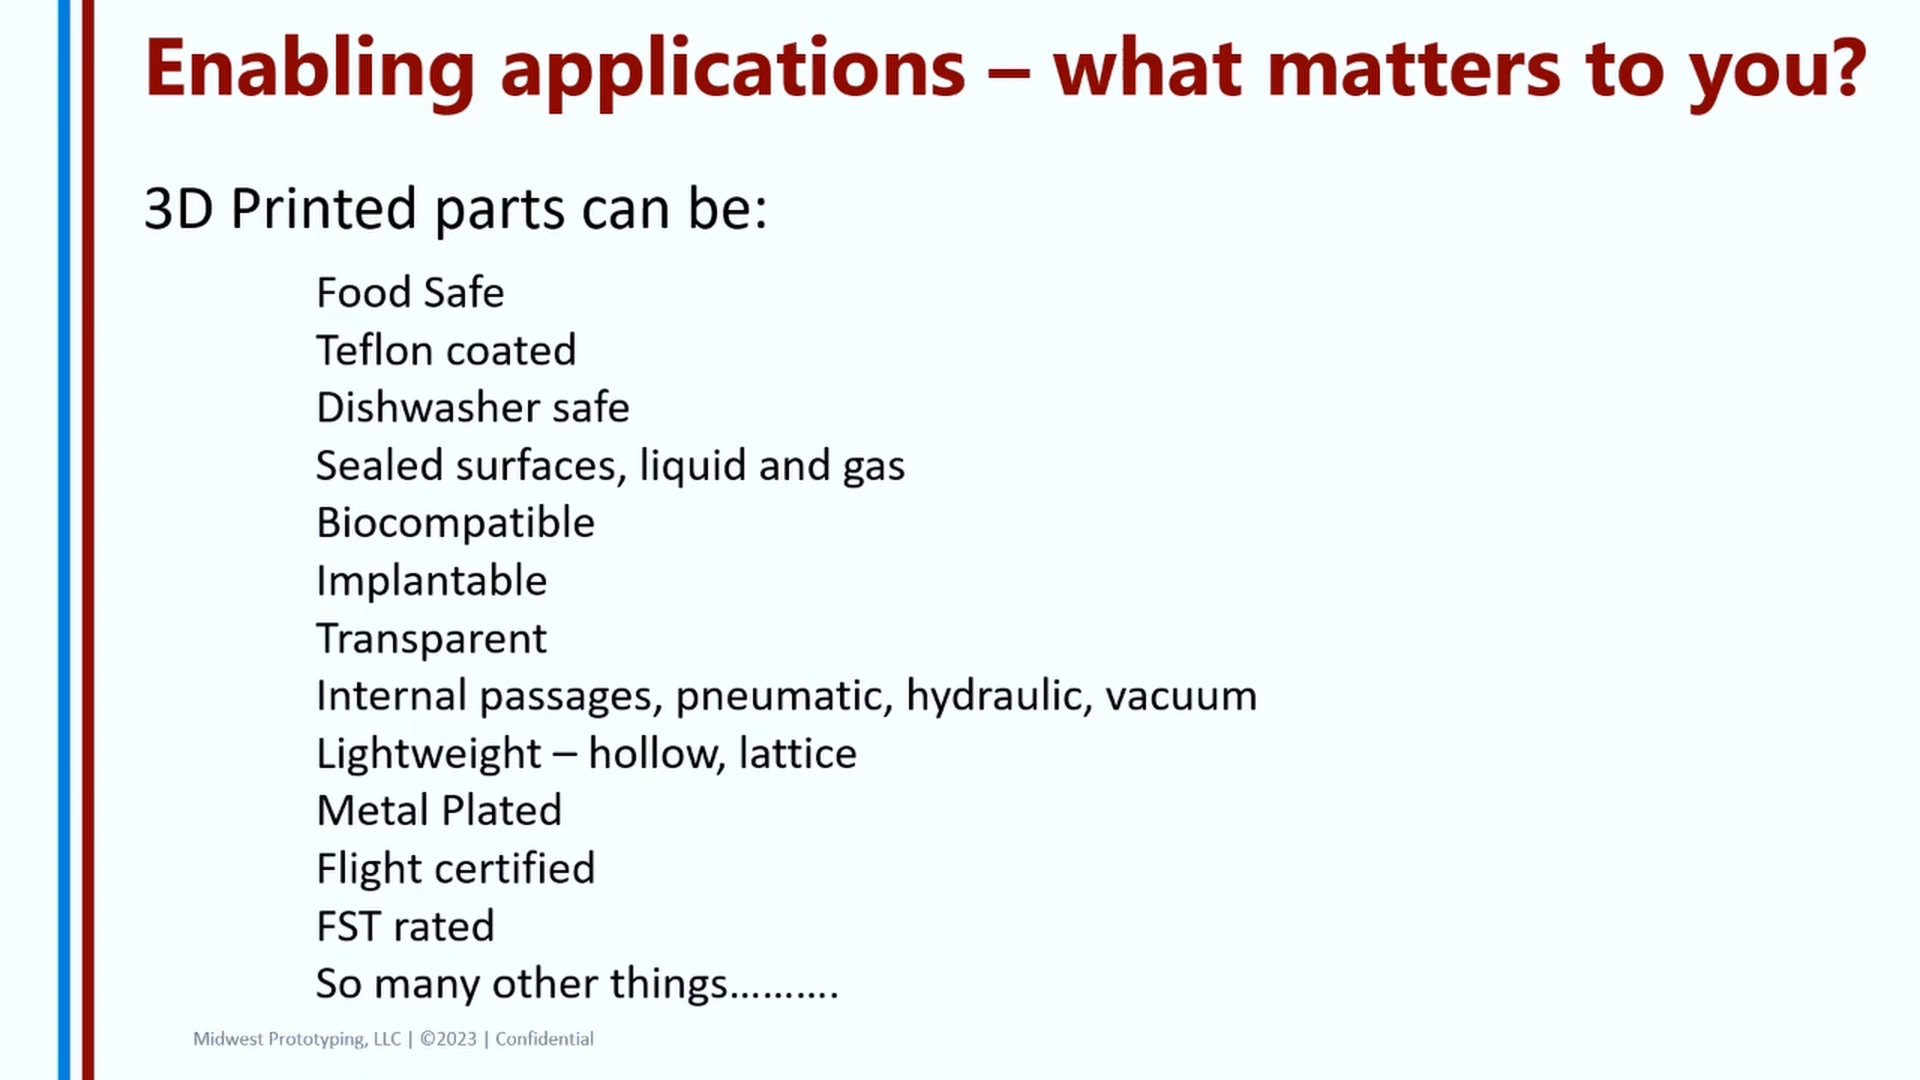 Enabling applications – what matters to you?
3D Printed parts can be:
Food Safe
Teflon coated
Dishwasher safe
Sealed surfaces, liquid and gas
Biocompatible
Implantable
Transparent
Internal passages, pneumatic, hydraulic, vacuum
Lightweight – hollow, lattice
Metal Plated
Flight certified
FST rated
So many other things……….
Midwest Prototyping, LLC | ©2023 | Confidential